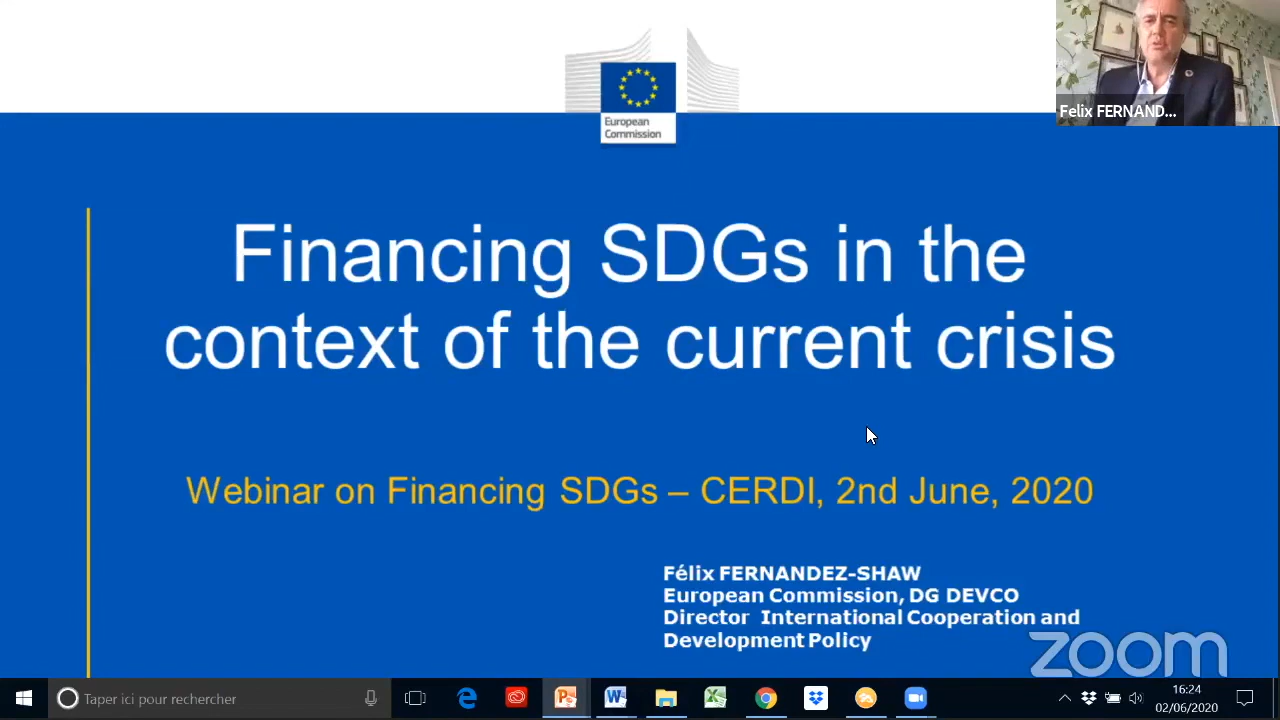 European
Commission
Felix FERNAND...
Financing SDGs in the
context of the current crisis
Webinar on Financing SDGs – CERDI, 2nd June, 2020
Félix FERNANDEZ-SHAW
European Commission, DG DEVCO
Director International Cooperation and
Development Policy
zoom
Taper ici pour rechercher
16:24
02/06/2020